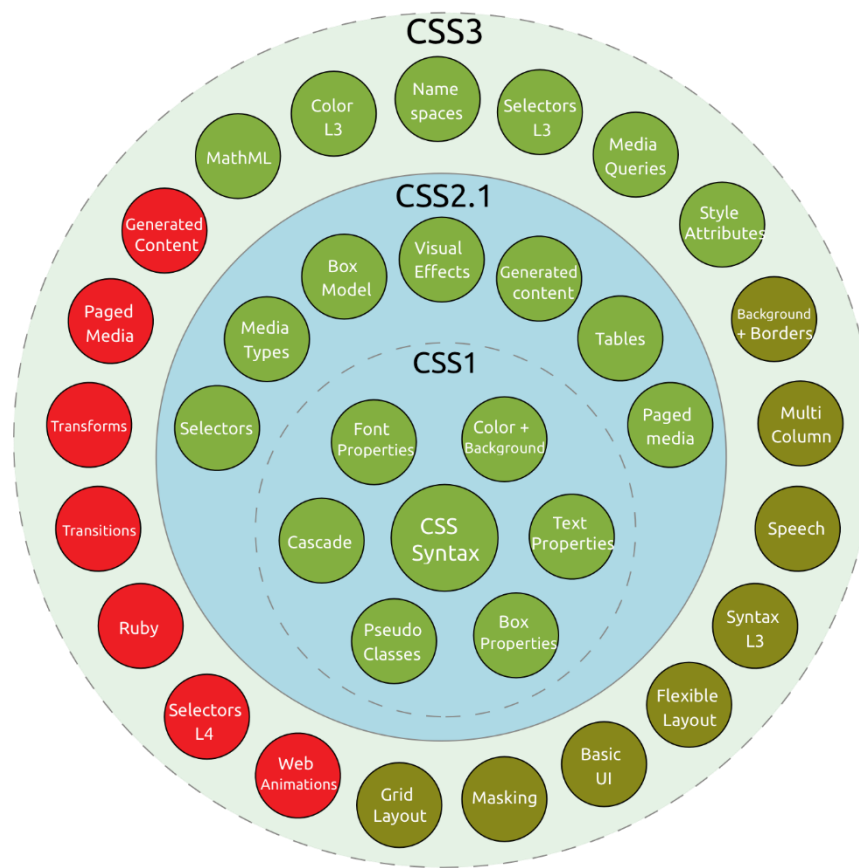 CSS3
Name
spaces
Selectors
L3
Media
Queries
Style
Attributes
Background
+ Borders
Multi
Column
Speech
Syntax
L3
Flexible
Layout
Basic
UI
Masking
Grid
Layout
Web
Animations
Selectors
L4
Ruby
Transitions
Transforms
Paged
Media
Generated
Content
MathML
Color
L3
CSS2.1
Selectors
Media
Types
Box
Model
Visual
Effects
Generated
content
Tables
Paged
media
CSS1
Font
Properties
Color +
Background
Cascade
CSS
Syntax
Text
Properties
Pseudo
Classes
Box
Properties